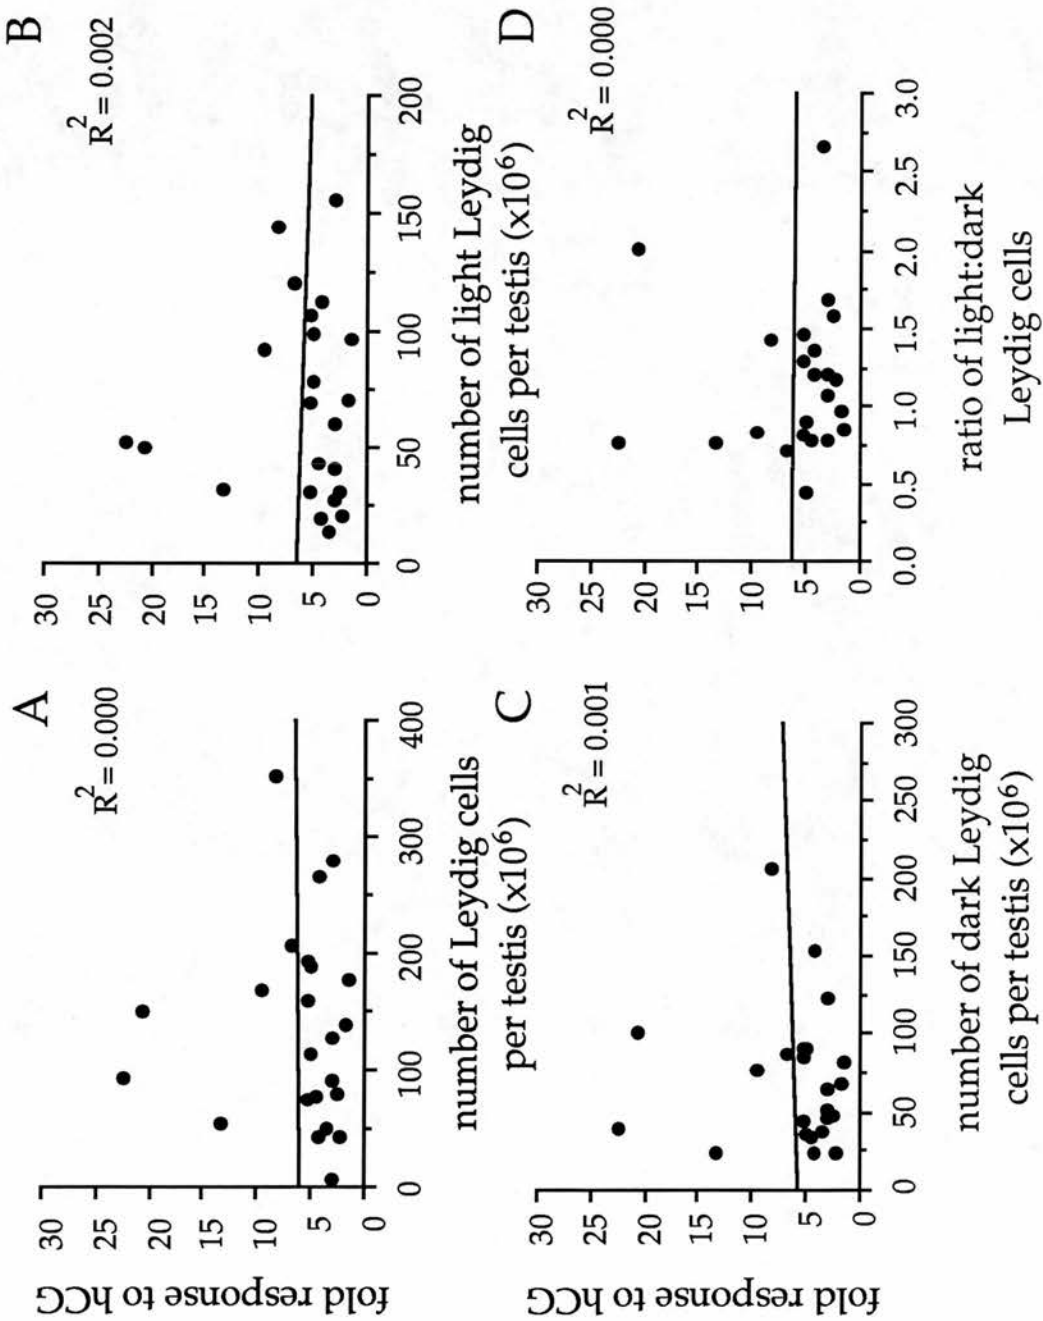 A
R² = 0.000
30
25
20
15
10
5
0
0
100
200
300
400
number of Leydig cells
per testis (x10⁶)
fold response to hCG
B
R² = 0.002
30
25
20
15
10
5
0
0
50
100
150
200
number of light Leydig
cells per testis (x10⁶)
C
R² = 0.001
30
25
20
15
10
5
0
0
50
100
150
200
250
300
number of dark Leydig
cells per testis (x10⁶)
fold response to hCG
D
R² = 0.000
30
25
20
15
10
5
0
0.0
0.5
1.0
1.5
2.0
2.5
3.0
ratio of light:dark
Leydig cells